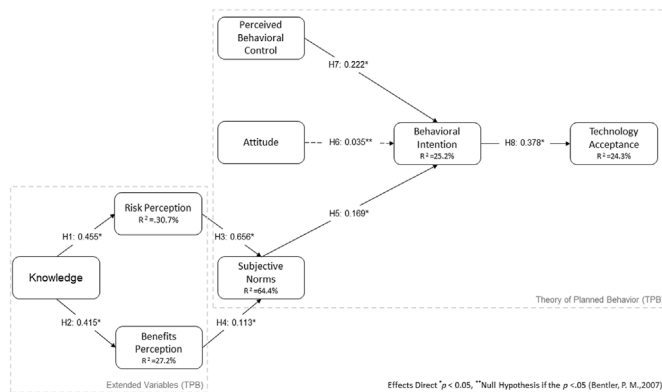 Perceived
Behavioral
Control
H7: 0.222*
Attitude
H6: 0.035**
Behavioral
Intention
R²=25.2%
H8: 0.378*
Technology
Acceptance
R²=24.3%
Risk Perception
R²=.30.7%
H5: 0.169*
H1: 0.455*
H3: 0.656*
Knowledge
Subjective
Norms
R²=64.4%
H2: 0.415*
H4: 0.113*
Benefits
Perception
R²=27.2%
Theory of Planned Behavior (TPB)
Extended Variables (TPB)
Effects Direct *p < 0.05, **Null Hypothesis if the p <.05 (Bentler, P. M.,2007)